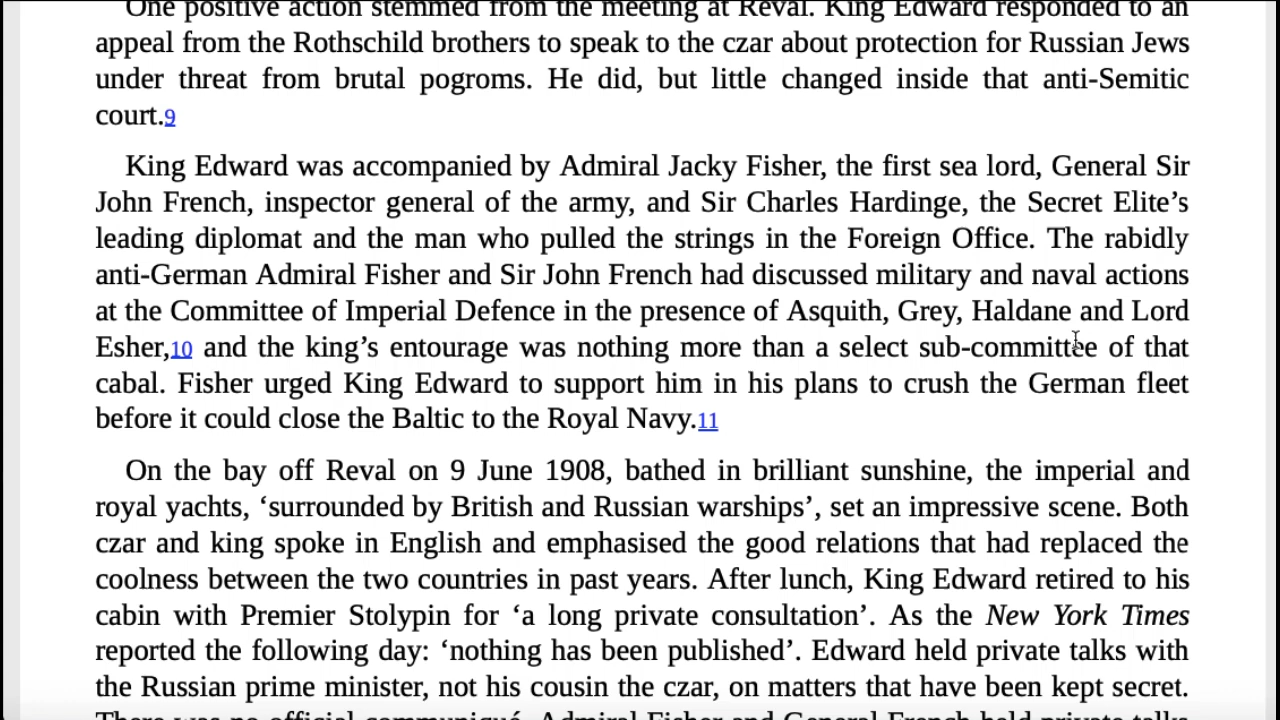 One positive action stemmed from the meeting at Reval. King Edward responded to an
appeal from the Rothschild brothers to speak to the czar about protection for Russian Jews
under threat from brutal pogroms. He did, but little changed inside that anti-Semitic
court.9
King Edward was accompanied by Admiral Jacky Fisher, the first sea lord, General Sir
John French, inspector general of the army, and Sir Charles Hardinge, the Secret Elite’s
leading diplomat and the man who pulled the strings in the Foreign Office. The rabidly
anti-German Admiral Fisher and Sir John French had discussed military and naval actions
at the Committee of Imperial Defence in the presence of Asquith, Grey, Haldane and Lord
Esher,10 and the king’s entourage was nothing more than a select sub-committee of that
cabal. Fisher urged King Edward to support him in his plans to crush the German fleet
before it could close the Baltic to the Royal Navy.11
On the bay off Reval on 9 June 1908, bathed in brilliant sunshine, the imperial and
royal yachts, ‘surrounded by British and Russian warships’, set an impressive scene. Both
czar and king spoke in English and emphasised the good relations that had replaced the
coolness between the two countries in past years. After lunch, King Edward retired to his
cabin with Premier Stolypin for ‘a long private consultation’. As the New York Times
reported the following day: ‘nothing has been published’. Edward held private talks with
the Russian prime minister, not his cousin the czar, on matters that have been kept secret.
There was no official communiqué. Admiral Fisher and General French held private talks